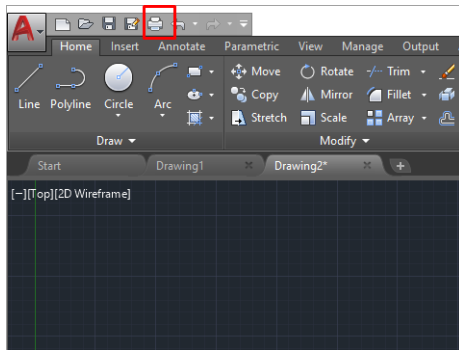 A
Home Insert Annotate Parametric View Manage Output
Line Polyline Circle Arc
Move Rotate Trim
Copy Mirror Fillet
Stretch Scale Array
Draw Modify
Start Drawing1 Drawing2*
[−][Top][2D Wireframe]